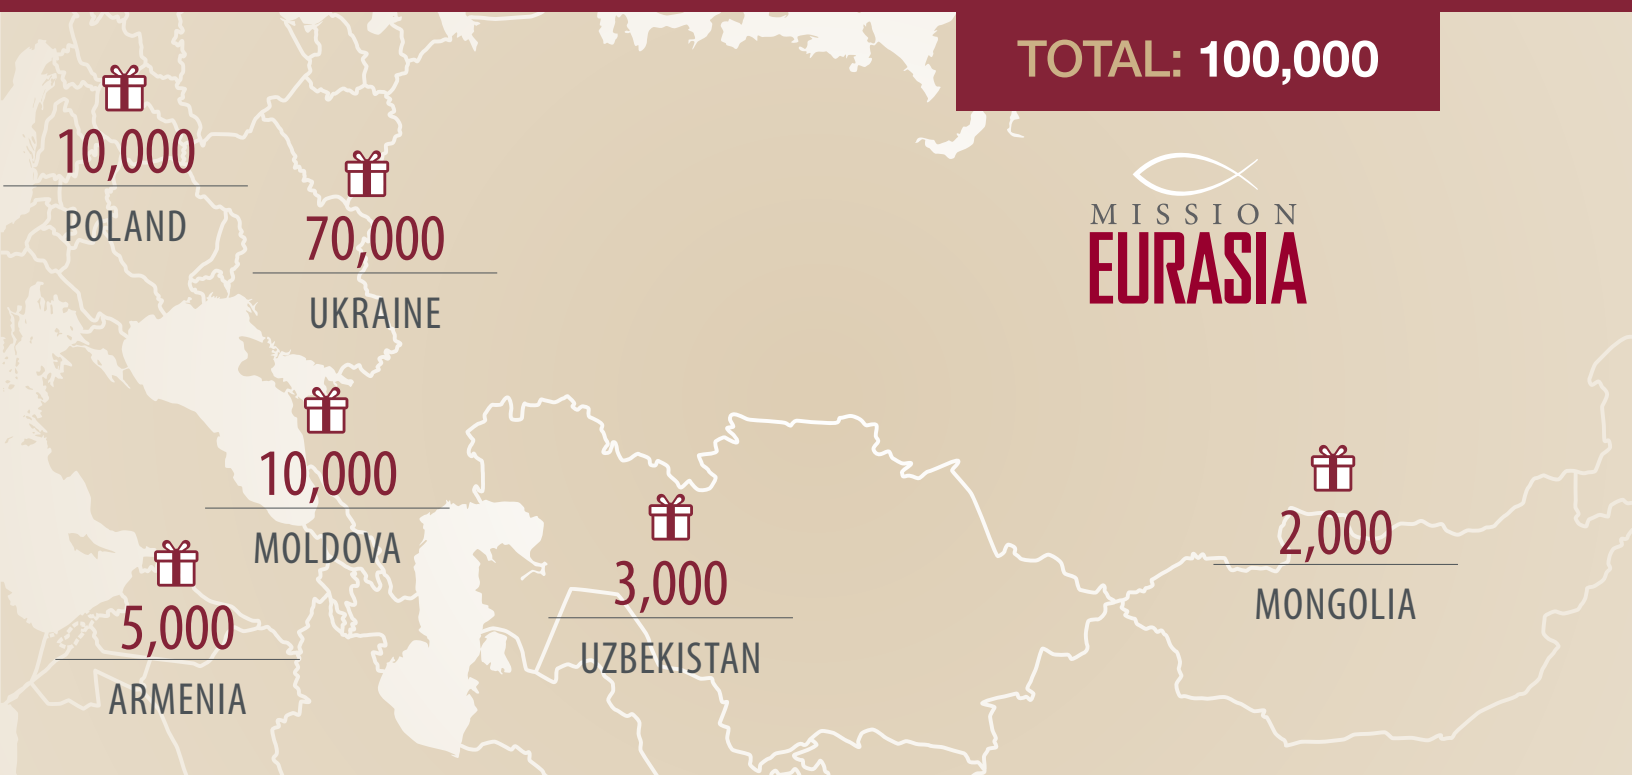 TOTAL: 100,000
10,000
POLAND
70,000
UKRAINE
MISSION
EURASIA
10,000
MOLDOVA
5,000
ARMENIA
3,000
UZBEKISTAN
2,000
MONGOLIA